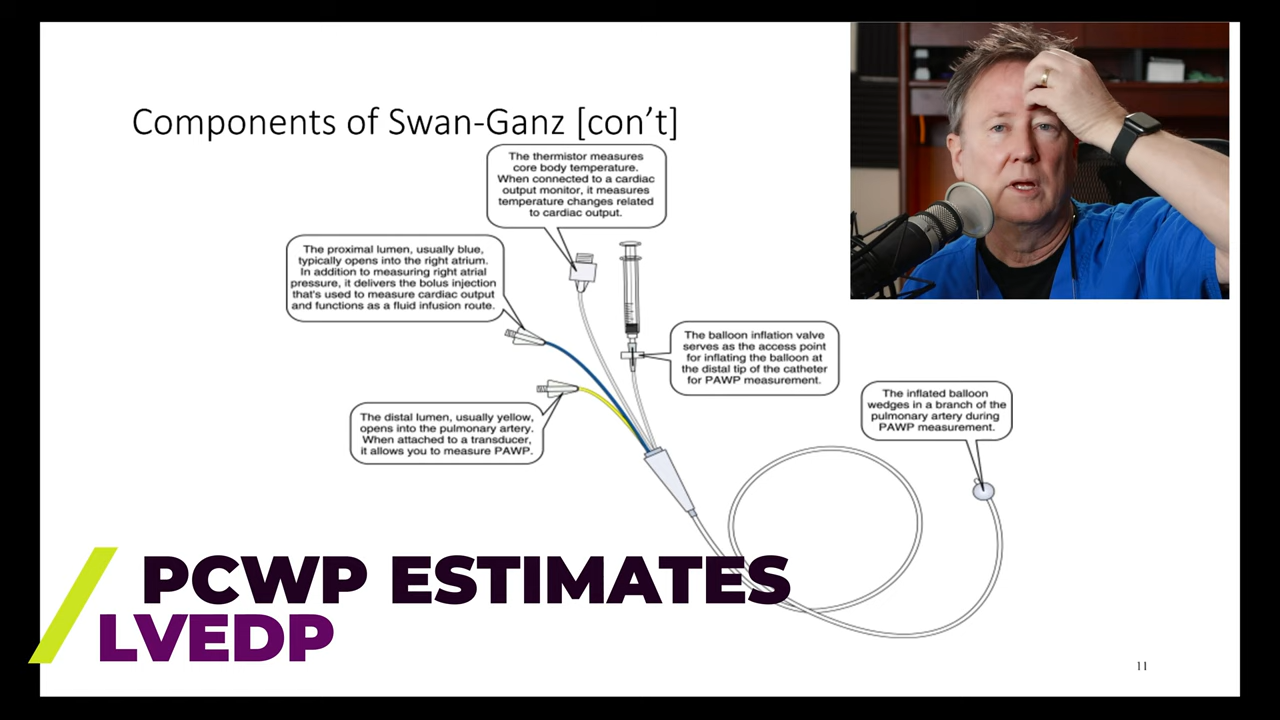 Components of Swan-Ganz [con't]
The thermistor measures
core body temperature.
When connected to a cardiac
output monitor, it measures
temperature changes related
to cardiac output.
The proximal lumen, usually blue,
typically opens into the right atrium.
In addition to measuring right atrial
pressure, it delivers the bolus injection
that's used to measure cardiac output
and functions as a fluid infusion route.
The balloon inflation valve
serves as the access point
for inflating the balloon at
the distal tip of the catheter
for PAWP measurement.
The inflated balloon
wedges in a branch of the
pulmonary artery during
PAWP measurement.
The distal lumen, usually yellow,
opens into the pulmonary artery.
When attached to a transducer,
it allows you to measure PAWP.
PCWP ESTIMATES
LVEDP
11